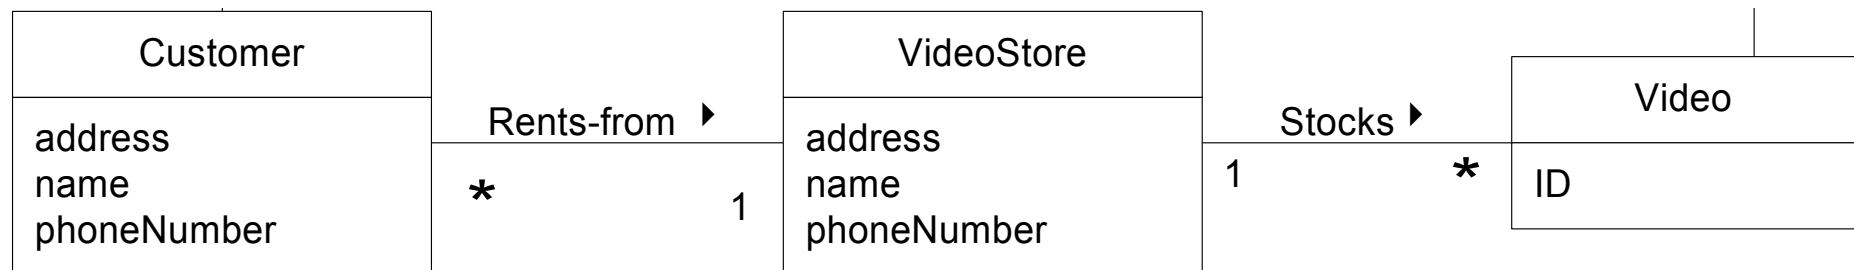 Customer
address
name
phoneNumber
Rents-from
*
1
VideoStore
address
name
phoneNumber
Stocks
1
*
Video
ID